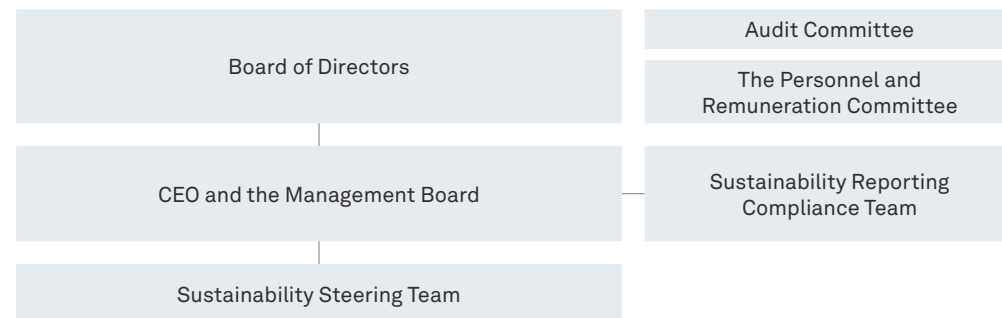 Board of Directors
Audit Committee
The Personnel and
Remuneration Committee
CEO and the Management Board
Sustainability Reporting
Compliance Team
Sustainability Steering Team